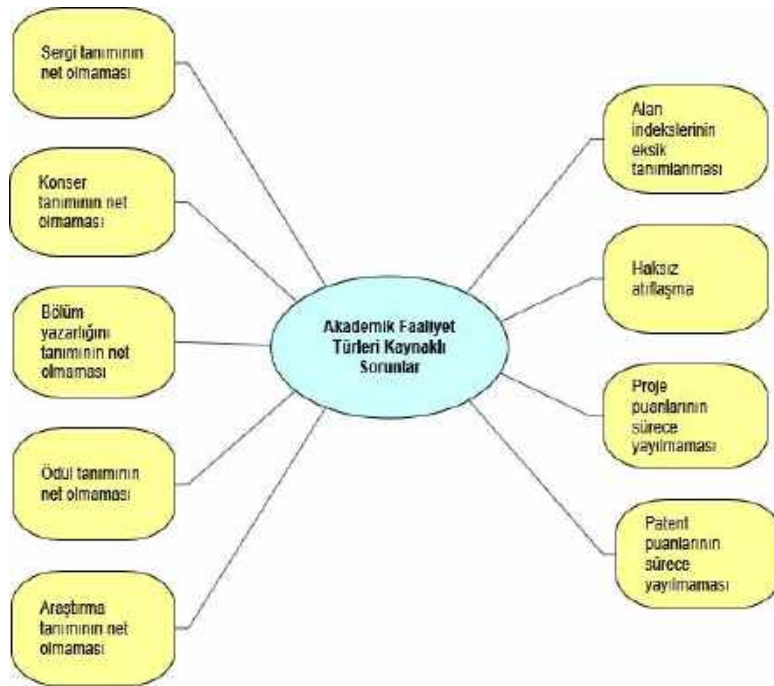 Sergi tanımının
net olmaması
Konser
tanımının net
olmaması
Bölüm
yazarlığını
tanımının net
olmaması
Ödül tanımının
net olmaması
Araştırma
tanımının net
olmaması
Akademik Faaliyet
Türleri Kaynaklı
Sorunlar
Alan
indekslerinin
eksik
tanımlanması
Haksız
atıflaşma
Proje
puanlarının
sürece
yayılmaması
Patent
puanlarının
sürece
yayılmaması